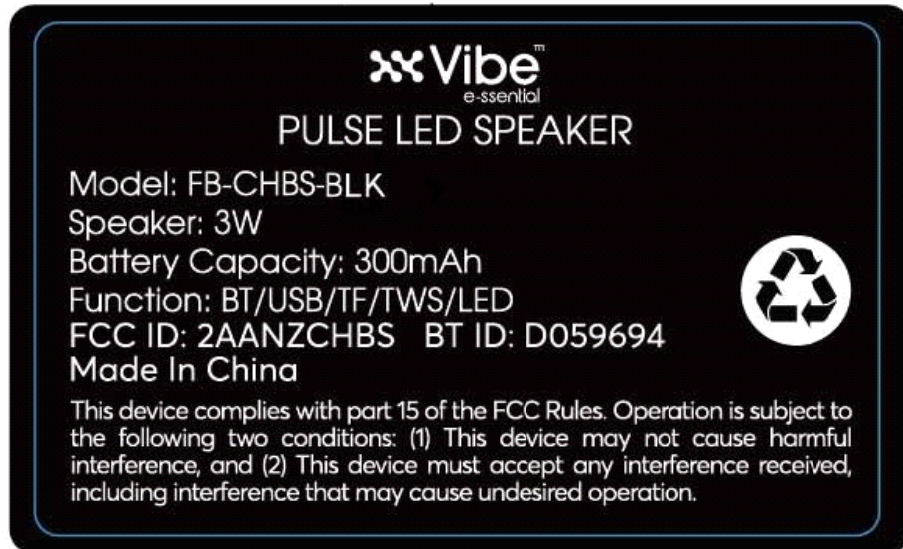 Vibe™
e-ssential
PULSE LED SPEAKER
Model: FB-CHBS-BLK
Speaker: 3W
Battery Capacity: 300mAh
Function: BT/USB/TF/TWS/LED
FCC ID: 2AANZCHBS BT ID: D059694
Made In China
This device complies with part 15 of the FCC Rules. Operation is subject to
the following two conditions: (1) This device may not cause harmful
interference, and (2) This device must accept any interference received,
including interference that may cause undesired operation.